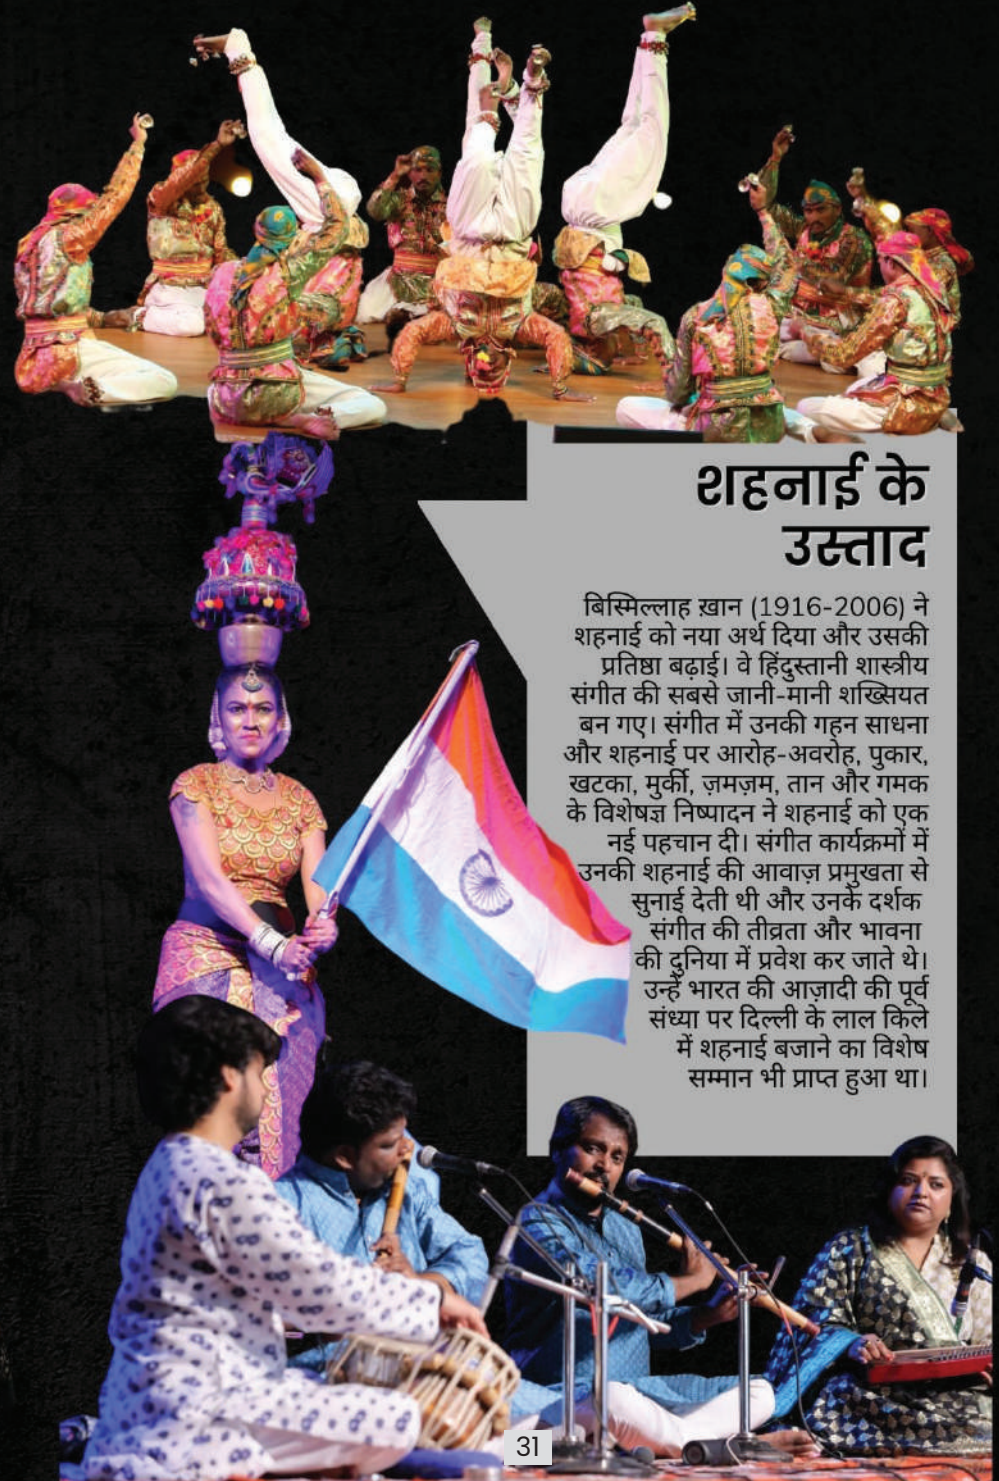 शहनाई के
उस्ताद
बिस्मिल्लाह ख़ान (1916-2006) ने
शहनाई को नया अर्थ दिया और उसकी
प्रतिष्ठा बढ़ाई। वे हिंदुस्तानी शास्त्रीय
संगीत की सबसे जानी-मानी शख्सियत
बन गए। संगीत में उनकी गहन साधना
और शहनाई पर आरोह-अवरोह, पुकार,
खटका, मुर्की, ज़मज़म, तान और गमक
के विशेषज्ञ निष्पादन ने शहनाई को एक
नई पहचान दी। संगीत कार्यक्रमों में
उनकी शहनाई की आवाज़ प्रमुखता से
सुनाई देती थी और उनके दर्शक
संगीत की तीव्रता और भावना
की दुनिया में प्रवेश कर जाते थे।
उन्हें भारत की आज़ादी की पूर्व
संध्या पर दिल्ली के लाल किले
में शहनाई बजाने का विशेष
सम्मान भी प्राप्त हुआ था।
31